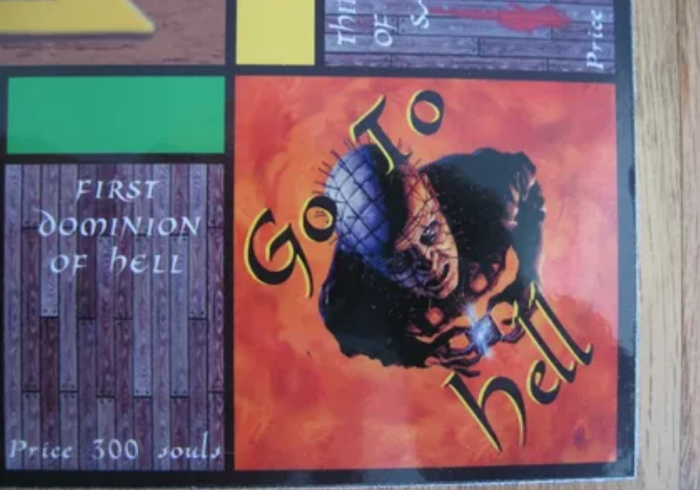 OF
Price
Go To
hell
FIRST
DOMINION
OF hELL
Price 300 souls